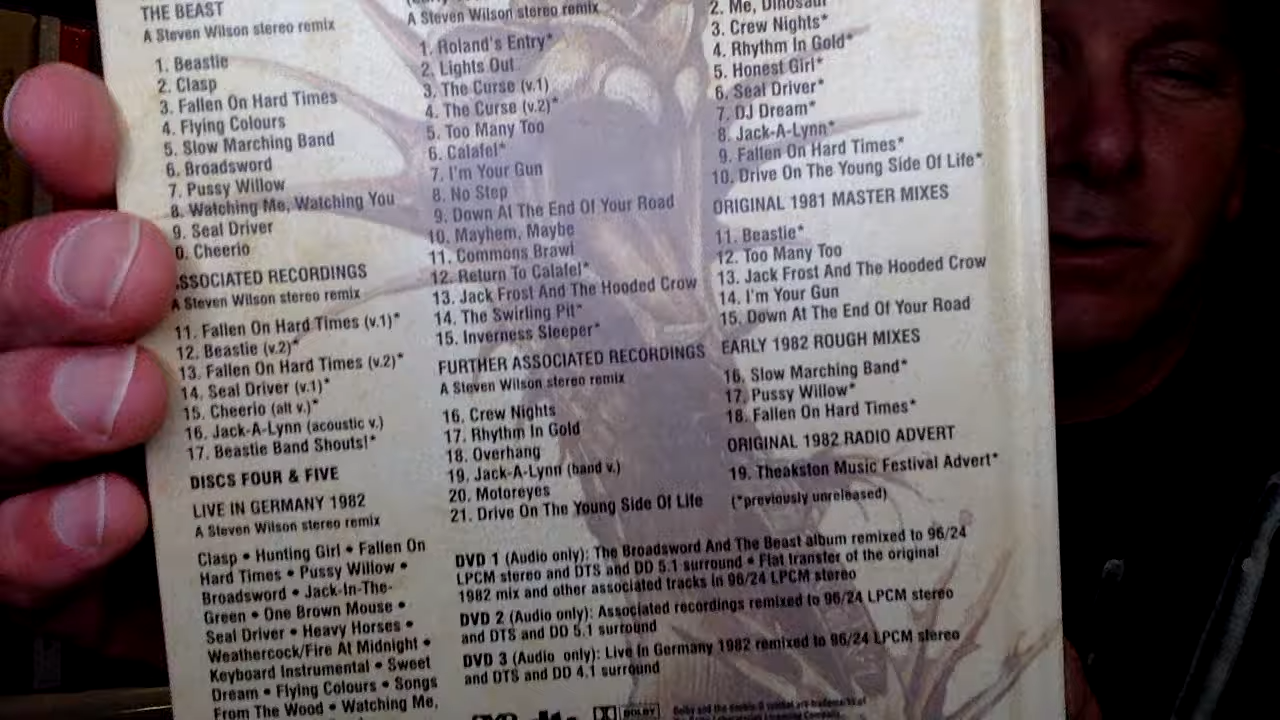 THE BEAST
A Steven Wilson stereo remix
1. Beastie
2. Clasp
3. Fallen On Hard Times
4. Flying Colours
5. Slow Marching Band
6. Broadsword
7. Pussy Willow
8. Watching Me, Watching You
9. Seal Driver
0. Cheerio
ASSOCIATED RECORDINGS
A Steven Wilson stereo remix
11. Fallen On Hard Times (v.1)*
12. Beastie (v.2)*
13. Fallen On Hard Times (v.2)*
14. Seal Driver (v.1)*
15. Cheerio (alt v.)*
16. Jack-A-Lynn (acoustic v.)
17. Beastie Band Shouts!*
DISCS FOUR & FIVE
LIVE IN GERMANY 1982
A Steven Wilson stereo remix
Clasp • Hunting Girl • Fallen On
Hard Times • Pussy Willow •
Broadsword • Jack-In-The-
Green • One Brown Mouse •
Seal Driver • Heavy Horses •
Weathercock/Fire At Midnight •
Keyboard Instrumental • Sweet
Dream • Flying Colours • Songs
From The Wood • Watching Me,
A Steven Wilson stereo remix
1. Roland's Entry*
2. Lights Out
3. The Curse (v.1)
4. The Curse (v.2)*
5. Too Many Too
6. Calafel*
7. I'm Your Gun
8. No Step
9. Down At The End Of Your Road
10. Mayhem, Maybe
11. Commons Brawl
12. Return To Calafel*
13. Jack Frost And The Hooded Crow
14. The Swirling Pit*
15. Inverness Sleeper*
FURTHER ASSOCIATED RECORDINGS
A Steven Wilson stereo remix
16. Crew Nights
17. Rhythm In Gold
18. Overhang
19. Jack-A-Lynn (band v.)
20. Motoreyes
21. Drive On The Young Side Of Life
2. Me, Dinosaur
3. Crew Nights*
4. Rhythm In Gold*
5. Honest Girl*
6. Seal Driver*
7. DJ Dream*
8. Jack-A-Lynn*
9. Fallen On Hard Times*
10. Drive On The Young Side Of Life*
ORIGINAL 1981 MASTER MIXES
11. Beastie*
12. Too Many Too
13. Jack Frost And The Hooded Crow
14. I'm Your Gun
15. Down At The End Of Your Road
EARLY 1982 ROUGH MIXES
16. Slow Marching Band*
17. Pussy Willow*
18. Fallen On Hard Times*
ORIGINAL 1982 RADIO ADVERT
19. Theakston Music Festival Advert*
(*previously unreleased)
DVD 1 (Audio only): The Broadsword And The Beast album remixed to 96/24
LPCM stereo and DTS and DD 5.1 surround • Flat transfer of the original
1982 mix and other associated tracks in 96/24 LPCM stereo
DVD 2 (Audio only): Associated recordings remixed to 96/24 LPCM stereo
and DTS and DD 5.1 surround
DVD 3 (Audio only): Live In Germany 1982 remixed to 96/24 LPCM stereo
and DTS and DD 4.1 surround
DOLBY